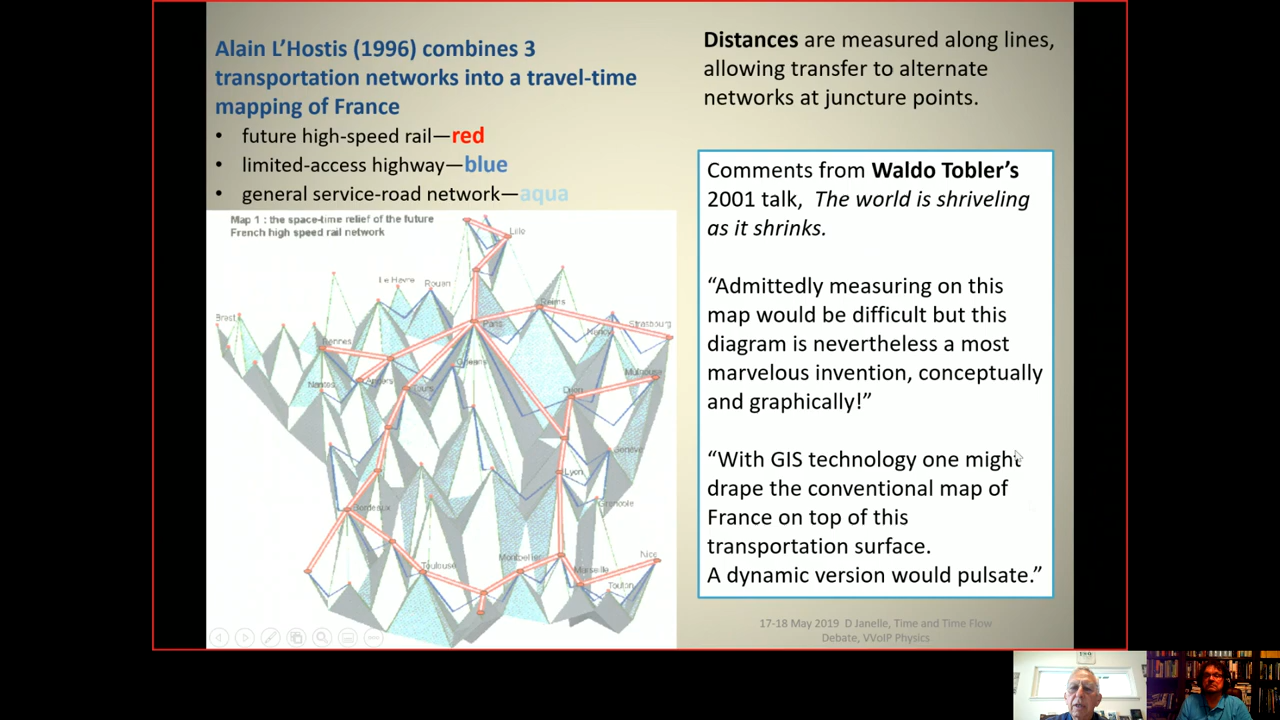 Alain L’Hostis (1996) combines 3
transportation networks into a travel-time
mapping of France
• future high-speed rail—red
• limited-access highway—blue
• general service-road network—aqua
Map 1 : the space-time relief of the future
French high speed rail network
Lille
Le Havre
Rouan
Reims
Brest
Paris
Nancy
Strasbourg
Rennes
Orleans
Nantes
Angers
Tours
Dijon
Mulhouse
Geneve
Lyon
Grenoble
Bordeaux
Toulouse
Montpellier
Marseille
Nice
Toulon
Distances are measured along lines,
allowing transfer to alternate
networks at juncture points.
Comments from Waldo Tobler’s
2001 talk, The world is shriveling
as it shrinks.
“Admittedly measuring on this
map would be difficult but this
diagram is nevertheless a most
marvelous invention, conceptually
and graphically!”
“With GIS technology one might
drape the conventional map of
France on top of this
transportation surface.
A dynamic version would pulsate.”
17-18 May 2019 D Janelle, Time and Time Flow
Debate, VVoIP Physics